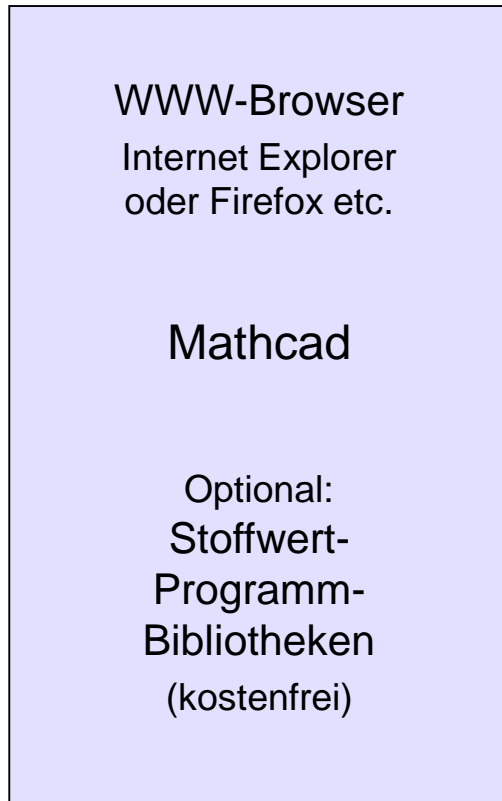 WWW-Browser
Internet Explorer
oder Firefox etc.
Mathcad
Optional:
Stoffwert-
Programm-
Bibliotheken
(kostenfrei)